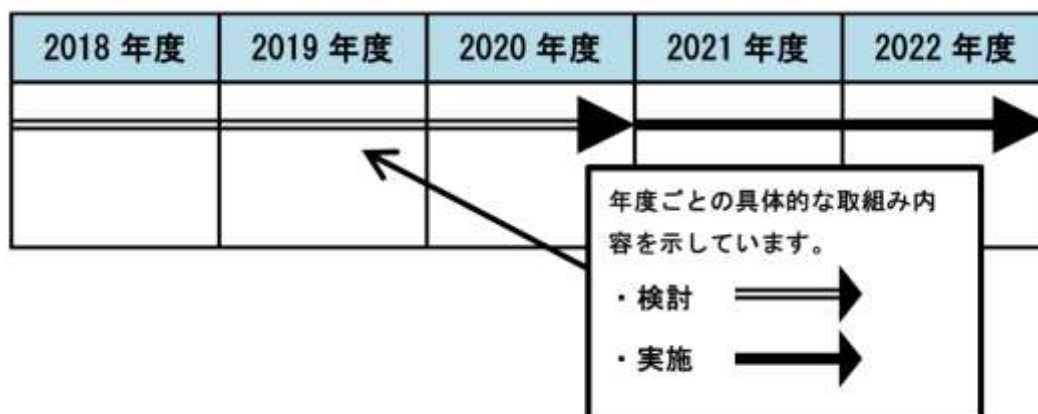 2018 年度 2019 年度 2020 年度 2021 年度 2022 年度
年度ごとの具体的な取組み内
容を示しています。
・検討
・実施